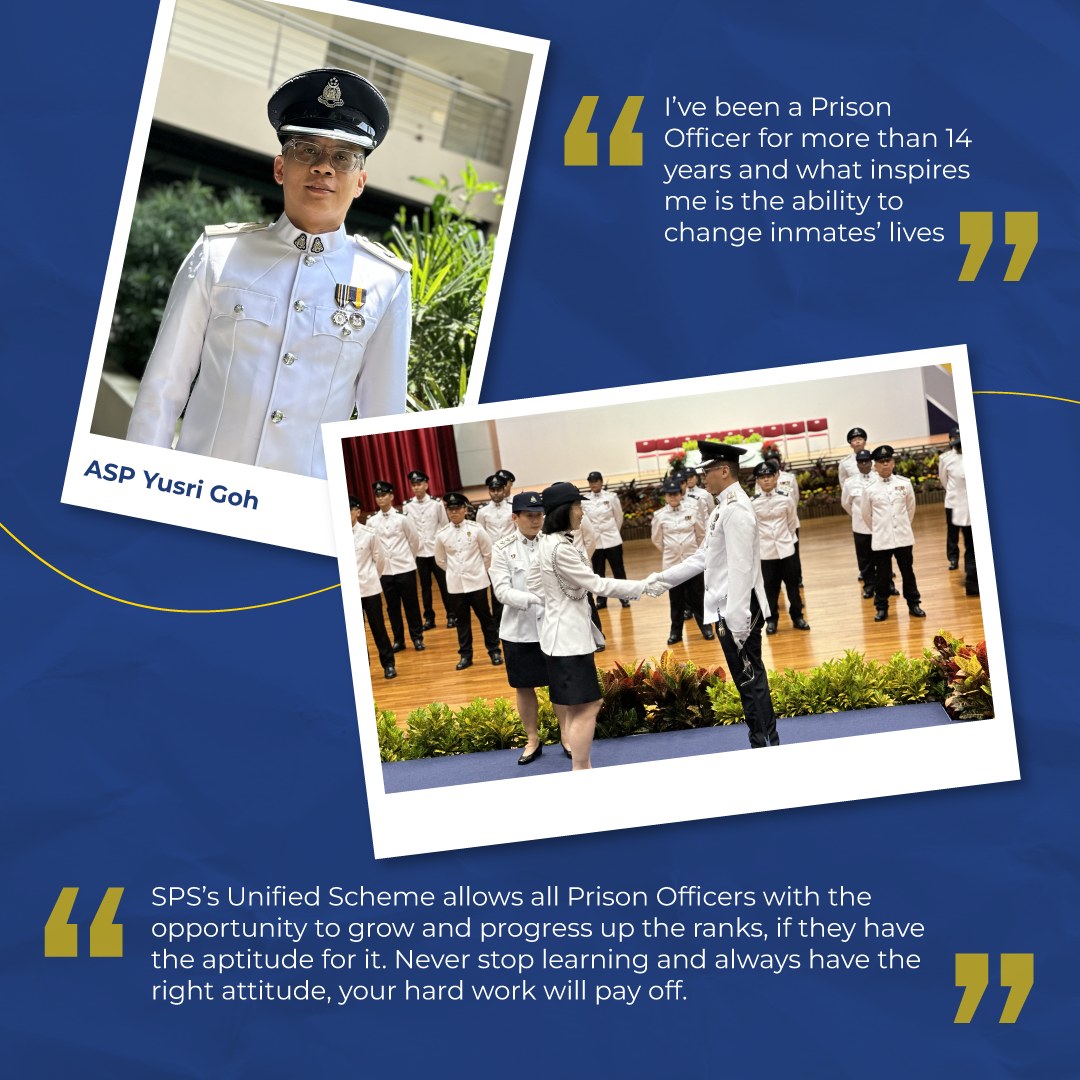 I’ve been a Prison
Officer for more than 14
years and what inspires
me is the ability to
change inmates’ lives
ASP Yusri Goh
SPS’s Unified Scheme allows all Prison Officers with the
opportunity to grow and progress up the ranks, if they have
the aptitude for it. Never stop learning and always have the
right attitude, your hard work will pay off.